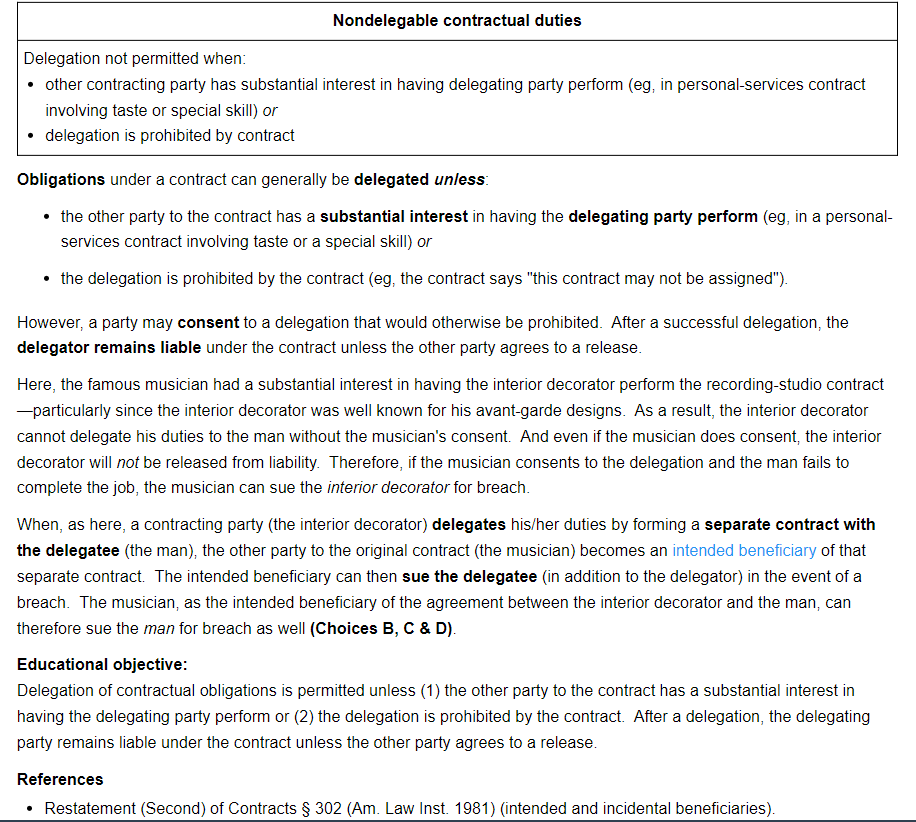 Nondelegable contractual duties
Delegation not permitted when:
• other contracting party has substantial interest in having delegating party perform (eg, in personal-services contract
involving taste or special skill) or
• delegation is prohibited by contract
Obligations under a contract can generally be delegated unless:
• the other party to the contract has a substantial interest in having the delegating party perform (eg, in a personal-
services contract involving taste or a special skill) or
• the delegation is prohibited by the contract (eg, the contract says "this contract may not be assigned").
However, a party may consent to a delegation that would otherwise be prohibited. After a successful delegation, the
delegator remains liable under the contract unless the other party agrees to a release.
Here, the famous musician had a substantial interest in having the interior decorator perform the recording-studio contract
—particularly since the interior decorator was well known for his avant-garde designs. As a result, the interior decorator
cannot delegate his duties to the man without the musician's consent. And even if the musician does consent, the interior
decorator will not be released from liability. Therefore, if the musician consents to the delegation and the man fails to
complete the job, the musician can sue the interior decorator for breach.
When, as here, a contracting party (the interior decorator) delegates his/her duties by forming a separate contract with
the delegatee (the man), the other party to the original contract (the musician) becomes an intended beneficiary of that
separate contract. The intended beneficiary can then sue the delegatee (in addition to the delegator) in the event of a
breach. The musician, as the intended beneficiary of the agreement between the interior decorator and the man, can
therefore sue the man for breach as well (Choices B, C & D).
Educational objective:
Delegation of contractual obligations is permitted unless (1) the other party to the contract has a substantial interest in
having the delegating party perform or (2) the delegation is prohibited by the contract. After a delegation, the delegating
party remains liable under the contract unless the other party agrees to a release.
References
• Restatement (Second) of Contracts § 302 (Am. Law Inst. 1981) (intended and incidental beneficiaries).